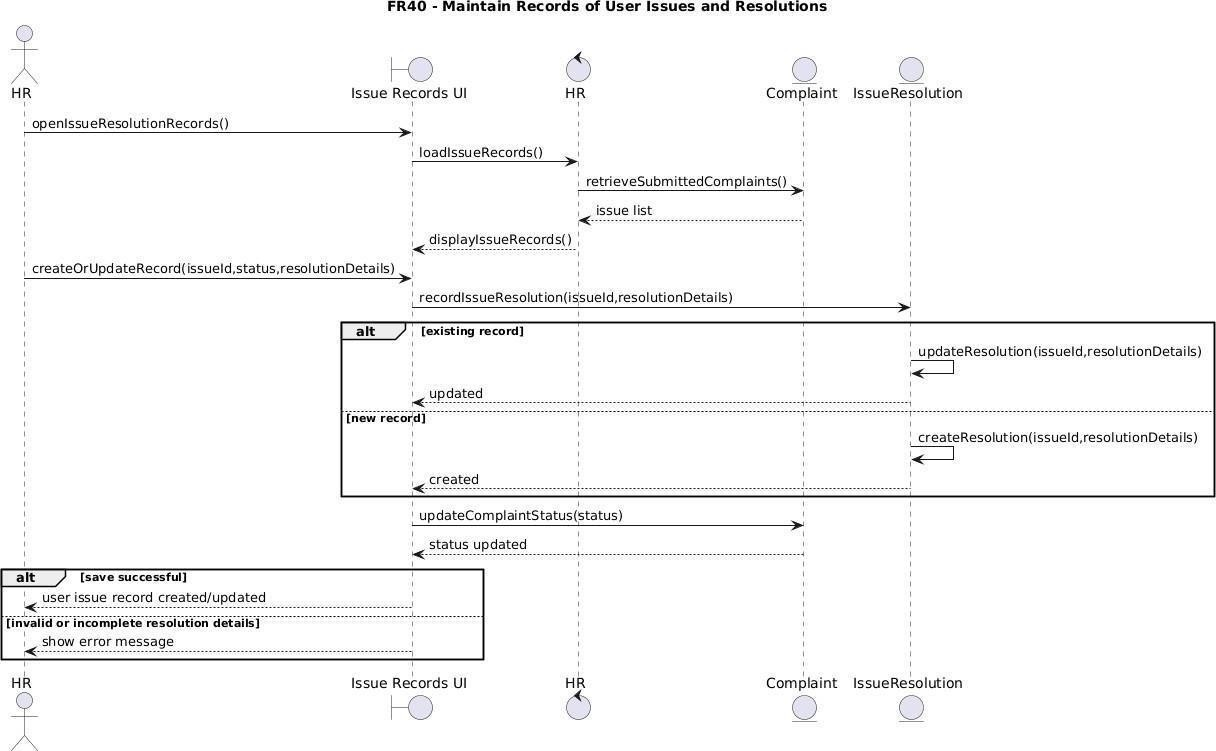 FR40 - Maintain Records of User Issues and Resolutions
HR
Issue Records UI
HR
Complaint
IssueResolution
openIssueResolutionRecords()
loadIssueRecords()
retrieveSubmittedComplaints()
issue list
displayIssueRecords()
createOrUpdateRecord(issueId,status,resolutionDetails)
recordIssueResolution(issueId,resolutionDetails)
alt [existing record]
updateResolution(issueId,resolutionDetails)
updated
[new record]
createResolution(issueId,resolutionDetails)
created
updateComplaintStatus(status)
status updated
alt [save successful]
user issue record created/updated
[invalid or incomplete resolution details]
show error message
HR
Issue Records UI
HR
Complaint
IssueResolution